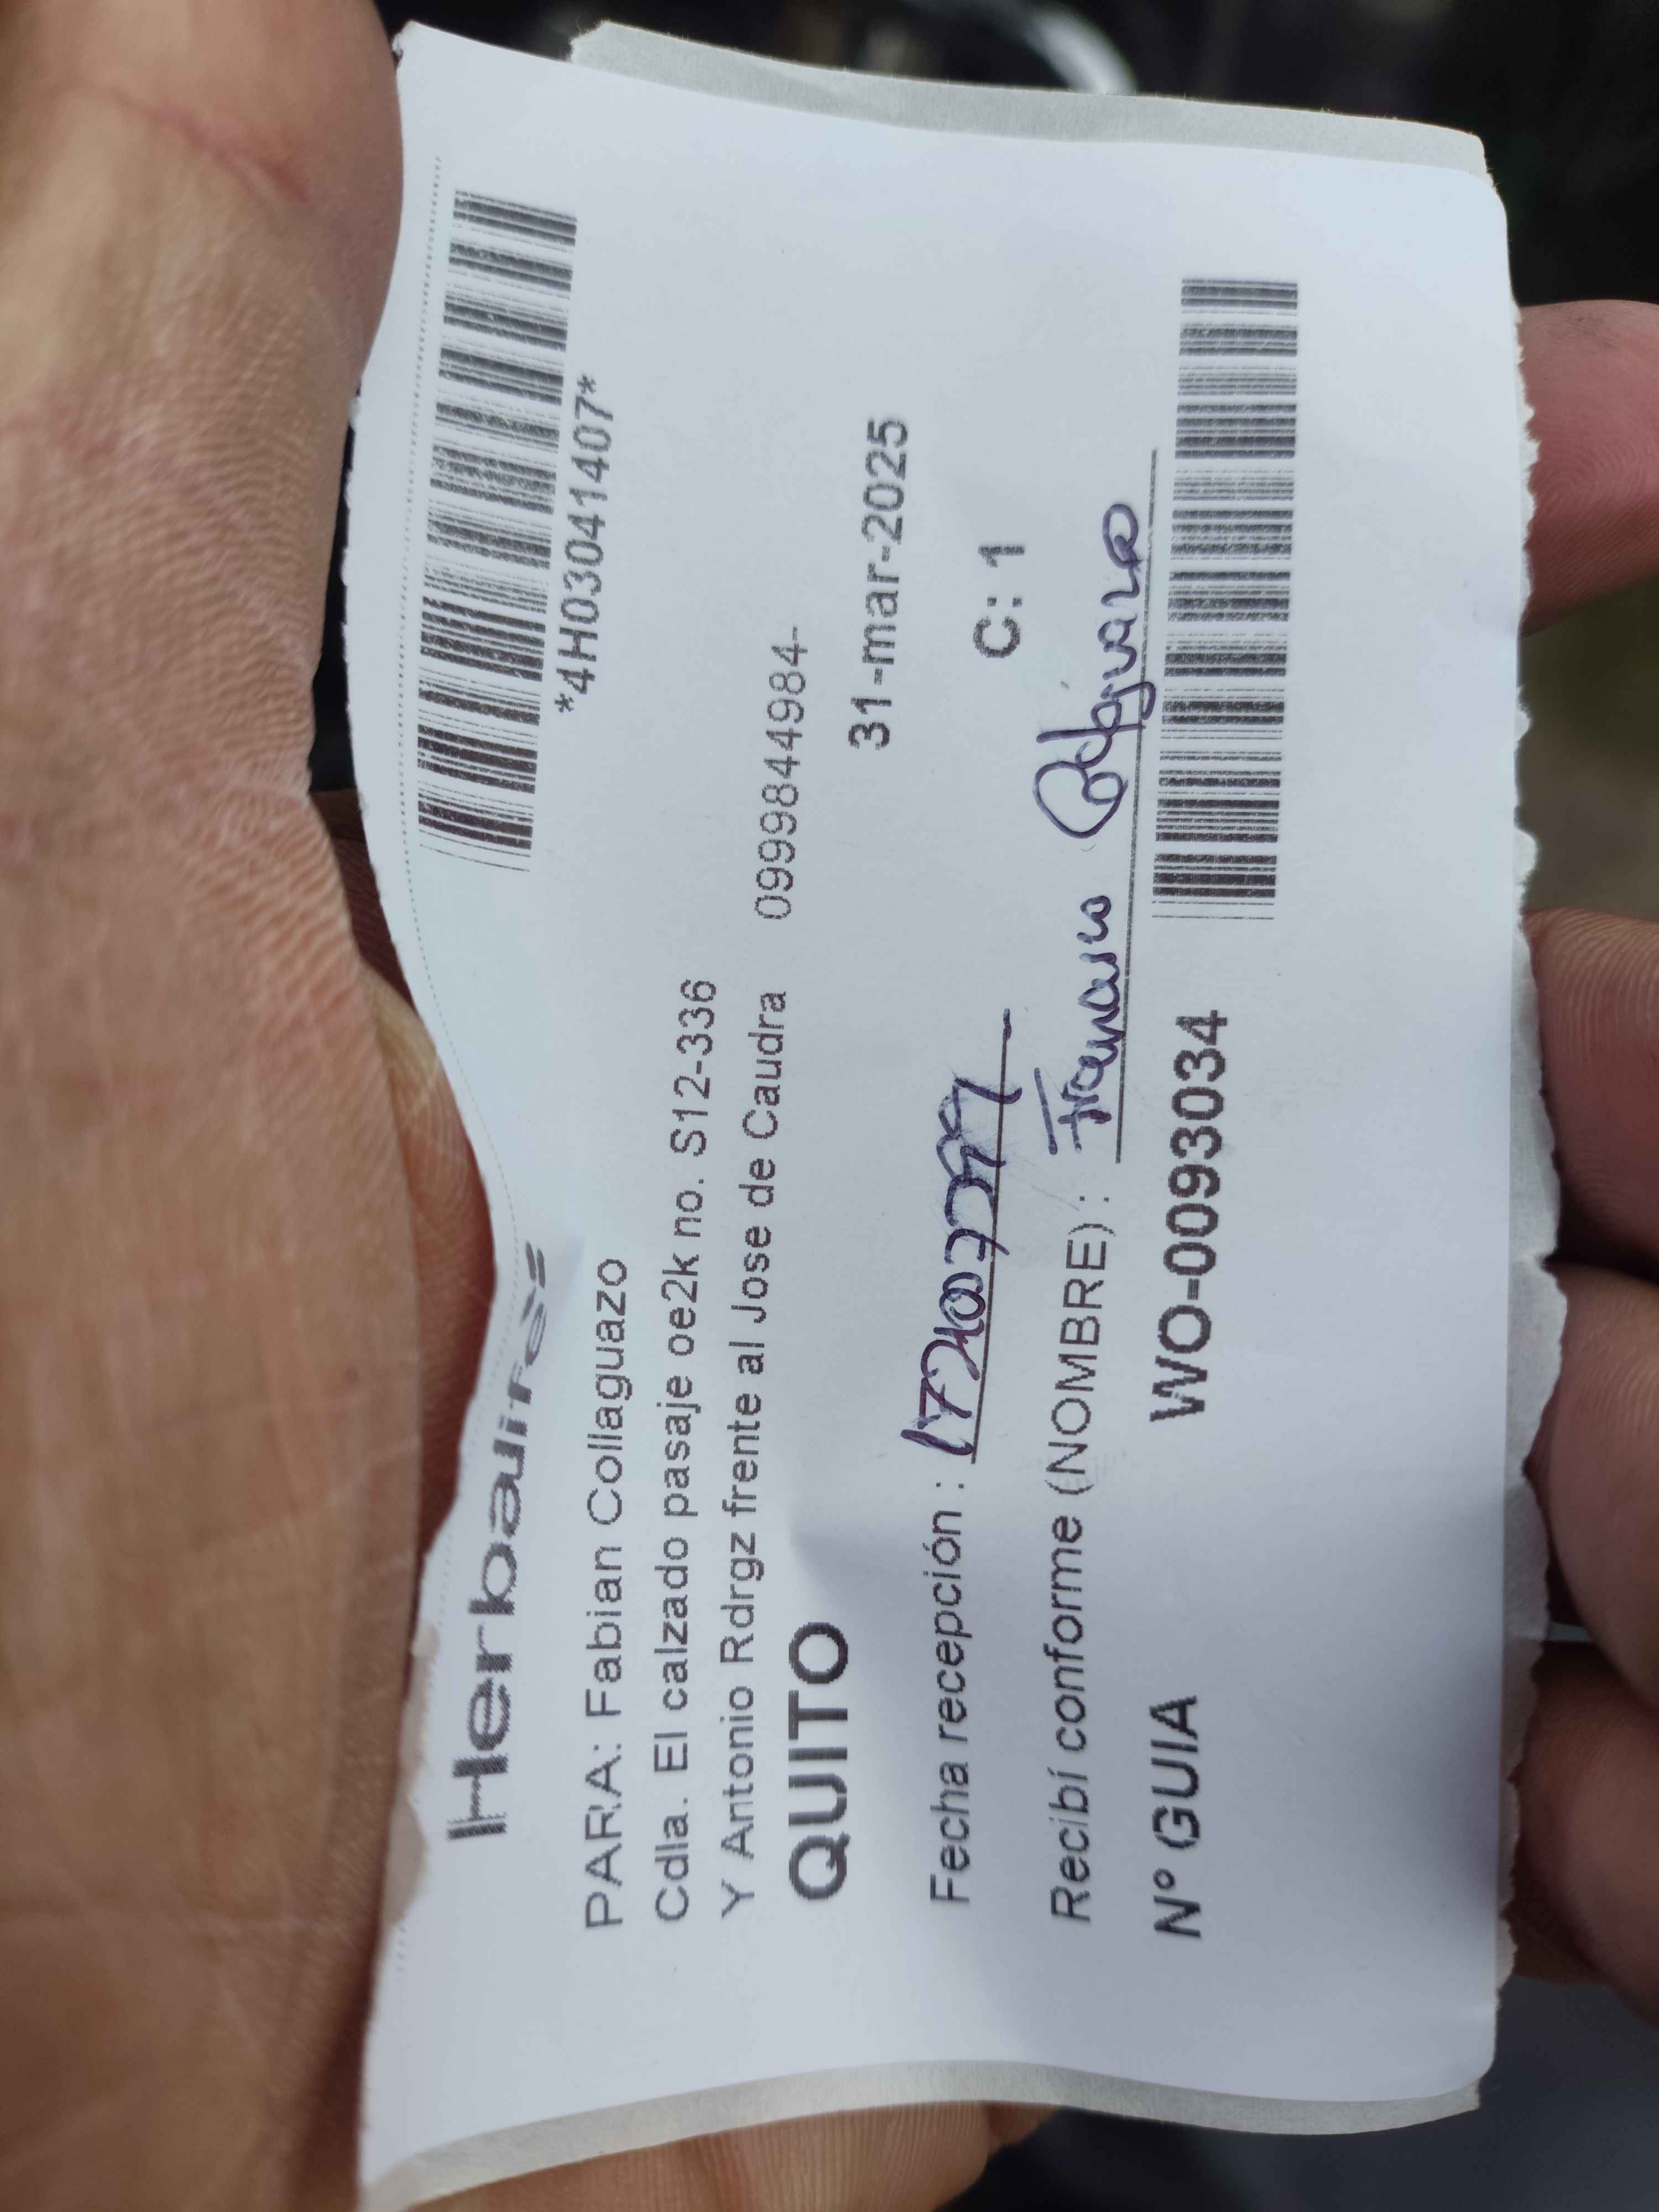 Herbalife
*4H03041407*
PARA: Fabian Collaguazo
Cdla. El calzado pasaje oe2k no. S12-336
Y Antonio Rdrgz frente al Jose de Caudra 0999844984-
QUITO
31-mar-2025
Fecha recepción :
C: 1
Recibí conforme (NOMBRE) :
N° GUIA WO-0093034